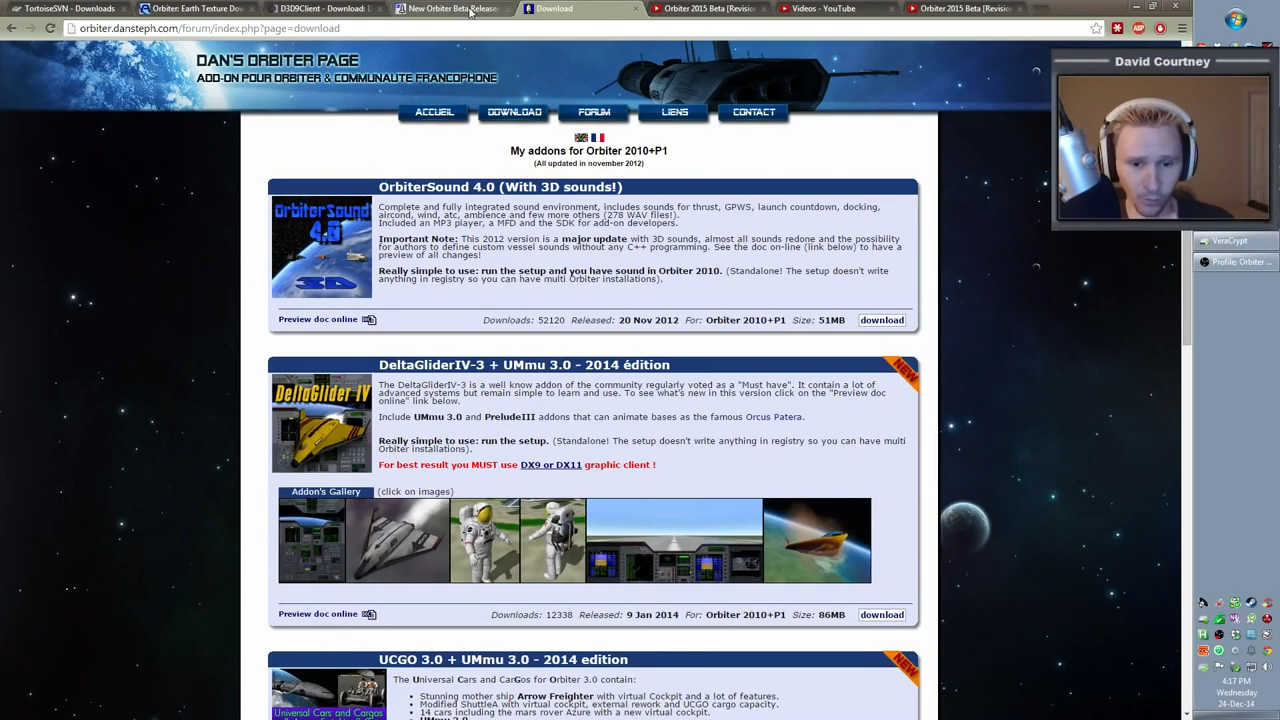 TortoiseSVN - Downloads
Orbiter: Earth Texture Dow
D3D9Client - Download: D
New Orbiter Beta Release
Download
Orbiter 2015 Beta [Revision
Videos - YouTube
Orbiter 2015 Beta [Revision
orbiter.dansteph.com/forum/index.php?page=download
David Courtney
DAN'S ORBITER PAGE
ADD-ON POUR ORBITER & COMMUNAUTE FRANCOPHONE
ACCUEIL DOWNLOAD FORUM LIENS CONTACT
My addons for Orbiter 2010+P1
(All updated in november 2012)
OrbiterSound 4.0 (With 3D sounds!)
OrbiterSound
4.0
3D
Complete and fully integrated sound environment, includes sounds for thrust, GPWS, launch countdown, docking,
aircond, wind, atc, ambience and few more others (278 WAV files!).
Included an MP3 player, a MFD and the SDK for add-on developers.
Important Note: This 2012 version is a major update with 3D sounds, almost all sounds redone and the possibility
for authors to define custom vessel sounds without any C++ programming. See the doc on-line (link below) to have a
preview of all changes!
Really simple to use: run the setup and you have sound in Orbiter 2010. (Standalone! The setup doesn't write
anything in registry so you can have multi Orbiter installations).
Preview doc online Downloads: 52120 Released: 20 Nov 2012 For: Orbiter 2010+P1 Size: 51MB download
DeltaGliderIV-3 + UMmu 3.0 - 2014 édition
NEW
DeltaGlider IV
The DeltaGliderIV-3 is a well know addon of the community regularly voted as a "Must have". It contain a lot of
advanced systems but remain simple to learn and use. To see what's new in this version click on the "Preview doc
online" link below.
Include UMmu 3.0 and PreludeIII addons that can animate bases as the famous Orcus Patera.
Really simple to use: run the setup. (Standalone! The setup doesn't write anything in registry so you can have multi
Orbiter installations).
For best result you MUST use DX9 or DX11 graphic client !
Addon's Gallery (click on images)
Preview doc online Downloads: 12338 Released: 9 Jan 2014 For: Orbiter 2010+P1 Size: 86MB download
UCGO 3.0 + UMmu 3.0 - 2014 edition
NEW
The Universal Cars and CarGos for Orbiter 3.0 contain:
Stunning mother ship Arrow Freighter with virtual Cockpit and a lot of features.
Modified ShuttleA with virtual cockpit, external rework and UCGO cargo capacity.
14 cars including the mars rover Azure with a new virtual cockpit.
UMmu 3.0
Universal Cars and Cargos
VeraCrypt
Profile: Orbiter ...
4:17 PM
Wednesday
24-Dec-14